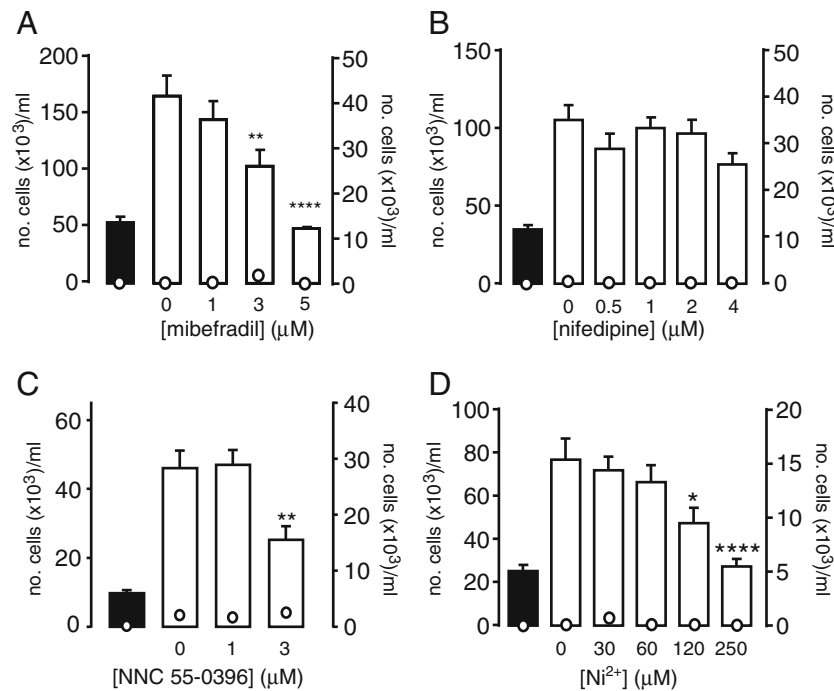 A
B
200
150
100
50
0
no. cells (x10³)/ml
**
****
50
40
30
20
10
0
no. cells (x10³)/ml
0 1 3 5
[mibefradil] (μM)
150
100
50
0
no. cells (x10³)/ml
50
40
30
20
10
0
no. cells (x10³)/ml
0 0.5 1 2 4
[nifedipine] (μM)
C
D
60
40
20
0
no. cells (x10³)/ml
**
40
30
20
10
0
no. cells (x10³)/ml
0 1 3
[NNC 55-0396] (μM)
100
80
60
40
20
0
no. cells (x10³)/ml
*
****
20
15
10
5
0
no. cells (x10³)/ml
0 30 60 120 250
[Ni²⁺] (μM)